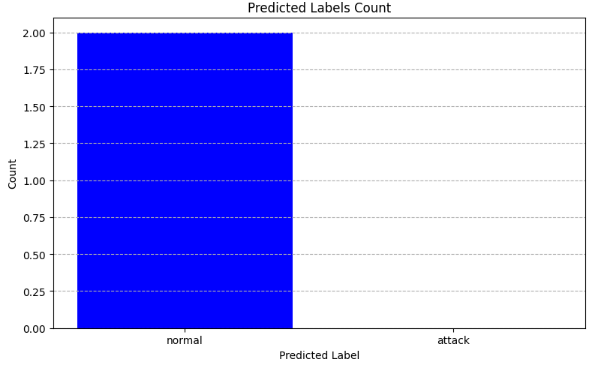 Predicted Labels Count
2.00
1.75
1.50
1.25
1.00
0.75
0.50
0.25
0.00
Count
normal attack
Predicted Label